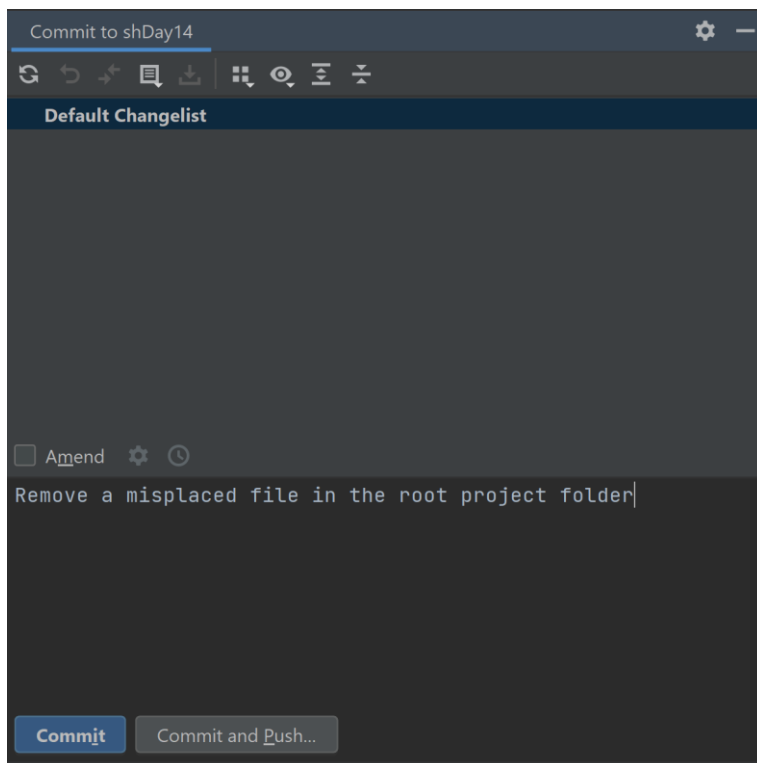 Commit to shDay14
Default Changelist
Amend
Remove a misplaced file in the root project folder
Commit
Commit and Push...